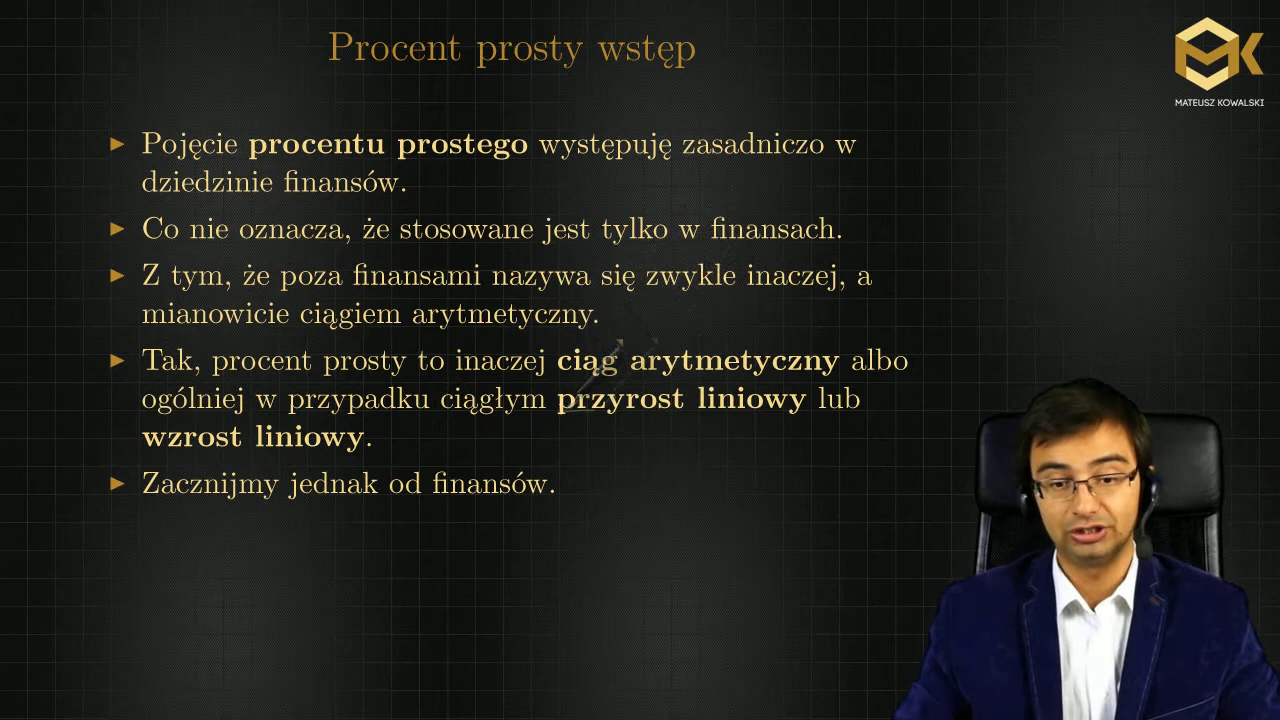 Procent prosty wstęp
MATEUSZ KOWALSKI
Pojęcie procentu prostego występuję zasadniczo w
dziedzinie finansów.
Co nie oznacza, że stosowane jest tylko w finansach.
Z tym, że poza finansami nazywa się zwykle inaczej, a
mianowicie ciągiem arytmetyczny.
Tak, procent prosty to inaczej ciąg arytmetyczny albo
ogólniej w przypadku ciągłym przyrost liniowy lub
wzrost liniowy.
Zacznijmy jednak od finansów.